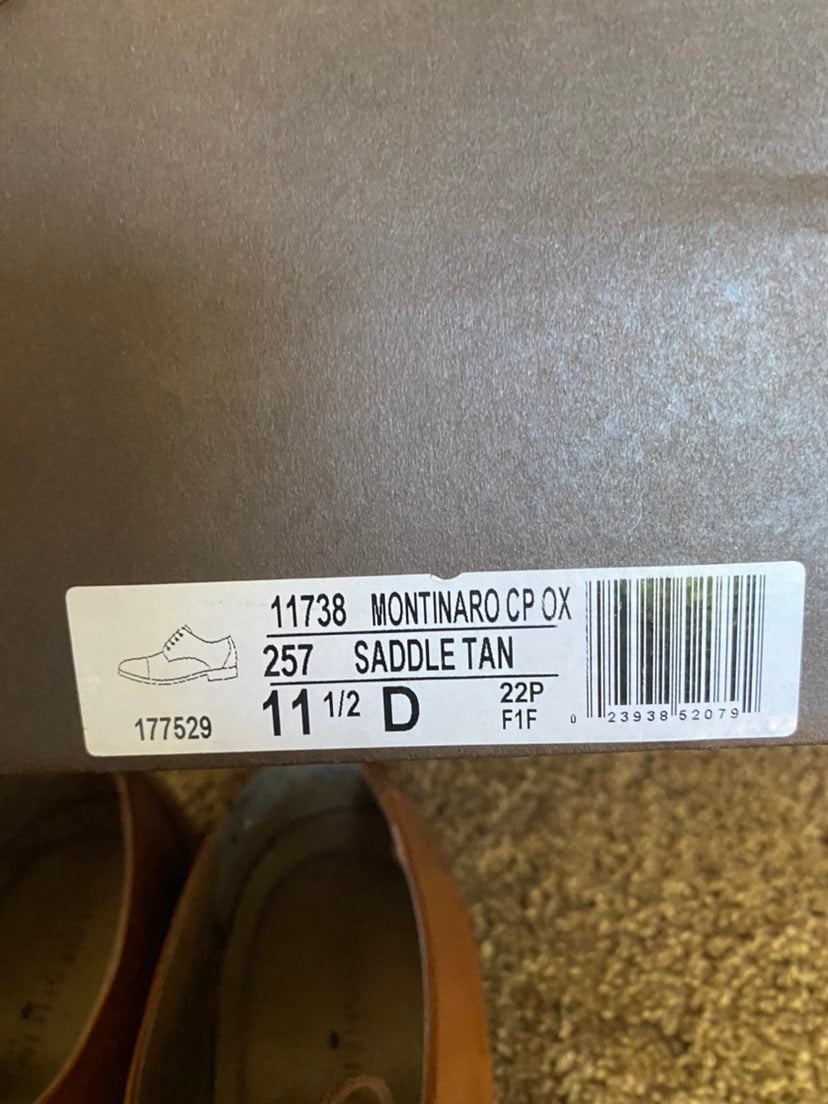 11738 MONTINARO CP OX
257 SADDLE TAN
11 1/2 D
22P
F1F
177529
0 23938 52079